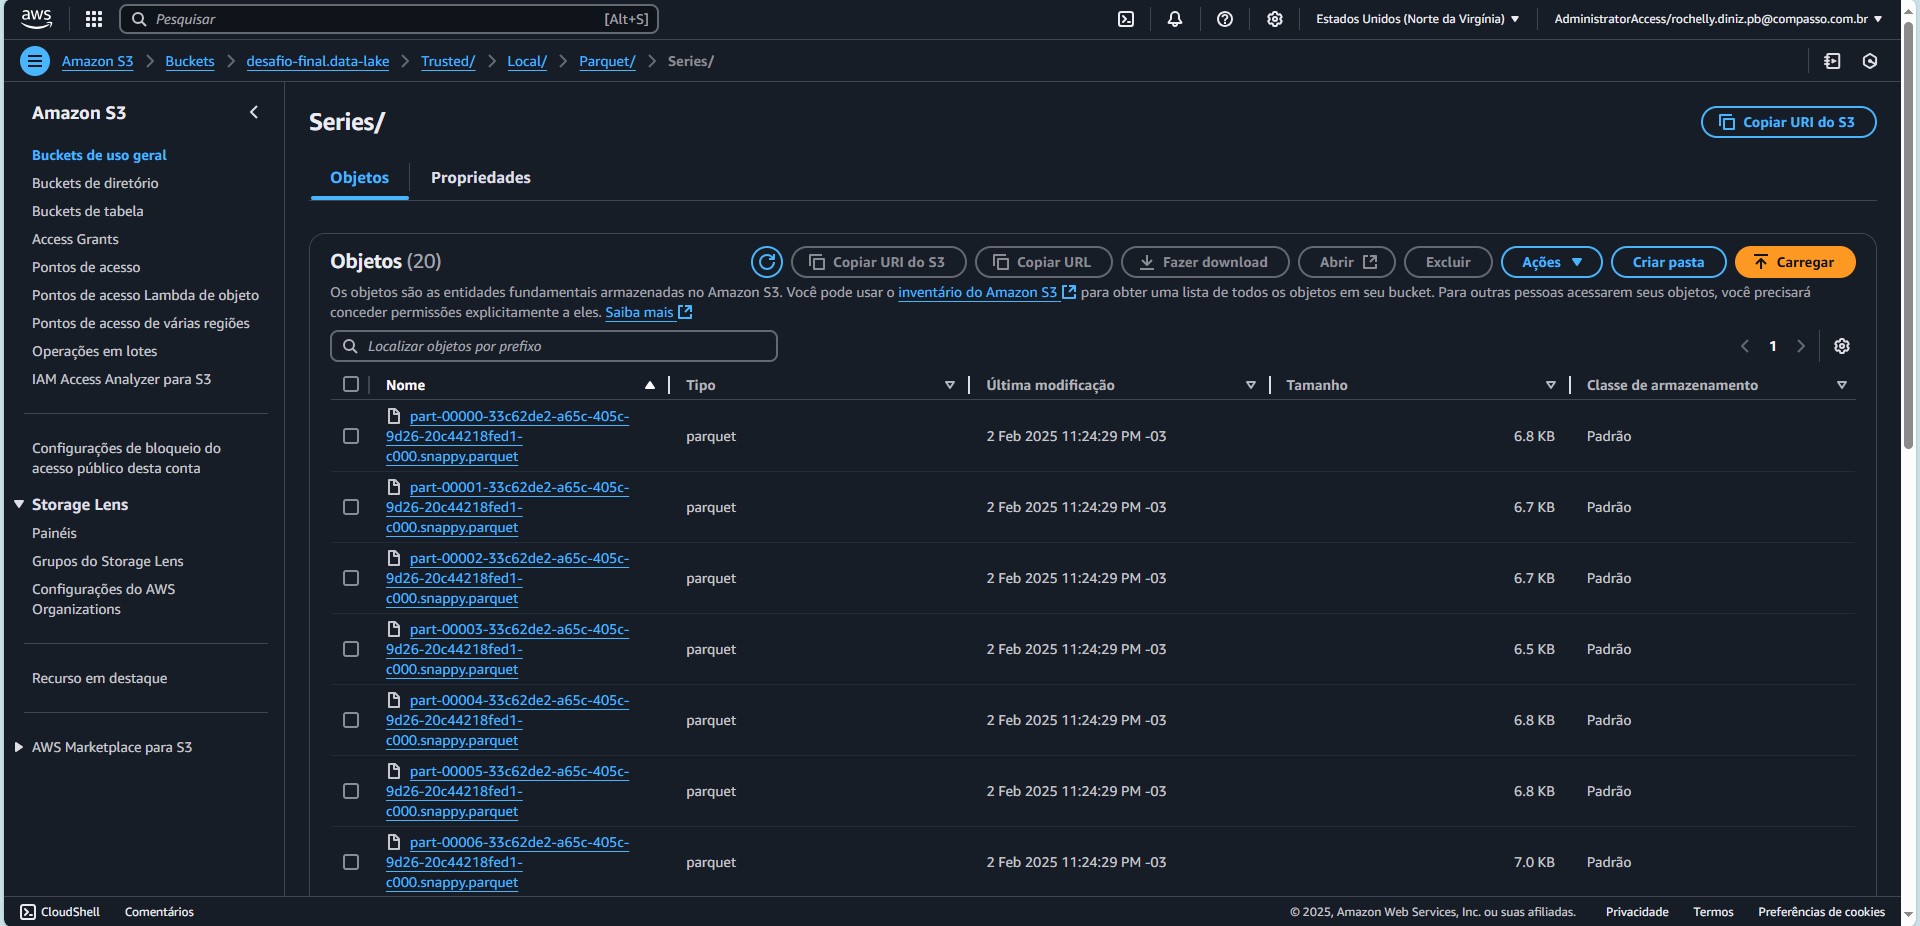 aws
Pesquisar [Alt+S]
Estados Unidos (Norte da Virgínia)
AdministratorAccess/rochelly.diniz.pb@compasso.com.br
Amazon S3 Buckets desafio-final.data-lake Trusted/ Local/ Parquet/ Series/
Amazon S3
Buckets de uso geral
Buckets de diretório
Buckets de tabela
Access Grants
Pontos de acesso
Pontos de acesso Lambda de objeto
Pontos de acesso de várias regiões
Operações em lotes
IAM Access Analyzer para S3
Configurações de bloqueio do
acesso público desta conta
Storage Lens
Painéis
Grupos do Storage Lens
Configurações do AWS
Organizations
Recurso em destaque
AWS Marketplace para S3
Series/
Copiar URI do S3
Objetos Propriedades
Objetos (20)
Copiar URI do S3 Copiar URL Fazer download Abrir Excluir Ações Criar pasta Carregar
Os objetos são as entidades fundamentais armazenadas no Amazon S3. Você pode usar o inventário do Amazon S3 para obter uma lista de todos os objetos em seu bucket. Para outras pessoas acessarem seus objetos, você precisará
conceder permissões explicitamente a eles. Saiba mais
Localizar objetos por prefixo
1
Nome Tipo Última modificação Tamanho Classe de armazenamento
part-00000-33c62de2-a65c-405c-
9d26-20c44218fed1- parquet 2 Feb 2025 11:24:29 PM -03 6.8 KB Padrão
c000.snappy.parquet
part-00001-33c62de2-a65c-405c-
9d26-20c44218fed1- parquet 2 Feb 2025 11:24:29 PM -03 6.7 KB Padrão
c000.snappy.parquet
part-00002-33c62de2-a65c-405c-
9d26-20c44218fed1- parquet 2 Feb 2025 11:24:29 PM -03 6.7 KB Padrão
c000.snappy.parquet
part-00003-33c62de2-a65c-405c-
9d26-20c44218fed1- parquet 2 Feb 2025 11:24:29 PM -03 6.5 KB Padrão
c000.snappy.parquet
part-00004-33c62de2-a65c-405c-
9d26-20c44218fed1- parquet 2 Feb 2025 11:24:29 PM -03 6.8 KB Padrão
c000.snappy.parquet
part-00005-33c62de2-a65c-405c-
9d26-20c44218fed1- parquet 2 Feb 2025 11:24:29 PM -03 6.8 KB Padrão
c000.snappy.parquet
part-00006-33c62de2-a65c-405c-
9d26-20c44218fed1- parquet 2 Feb 2025 11:24:29 PM -03 7.0 KB Padrão
c000.snappy.parquet
CloudShell Comentários © 2025, Amazon Web Services, Inc. ou suas afiliadas. Privacidade Termos Preferências de cookies